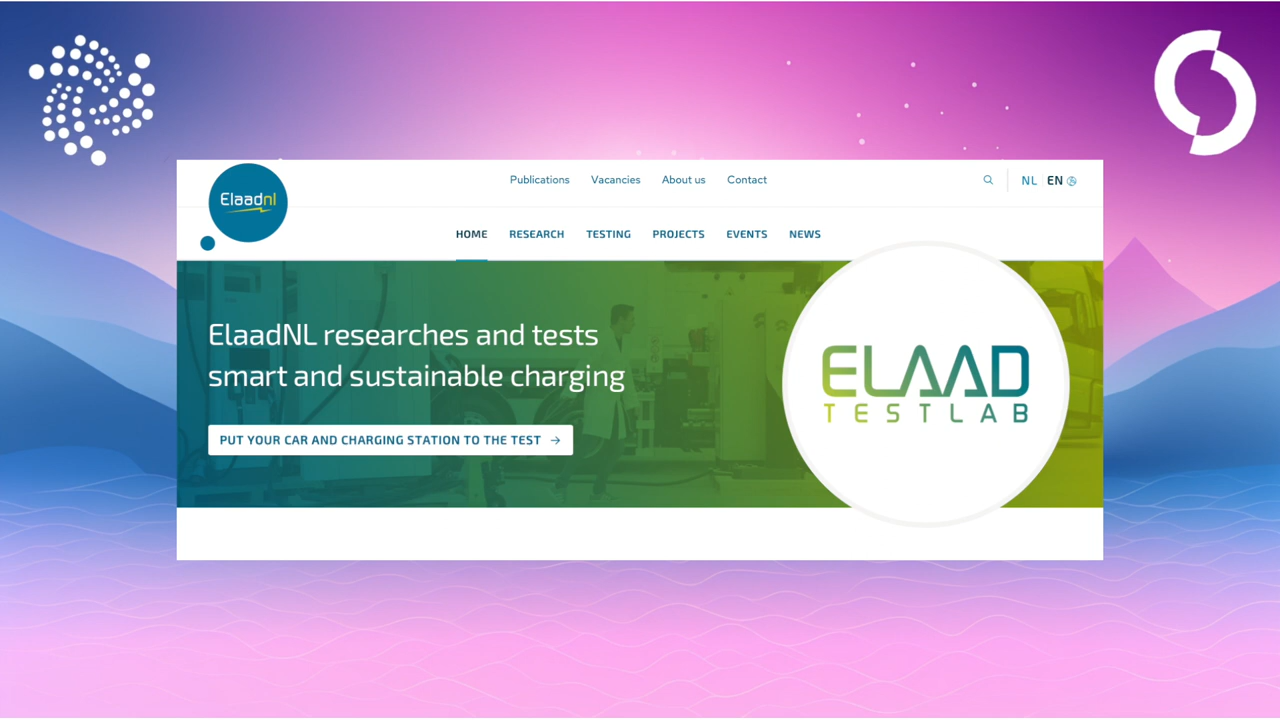 Elaadnl
Publications Vacancies About us Contact
NL EN
HOME RESEARCH TESTING PROJECTS EVENTS NEWS
ElaadNL researches and tests
smart and sustainable charging
PUT YOUR CAR AND CHARGING STATION TO THE TEST →
ELAAD
TESTLAB